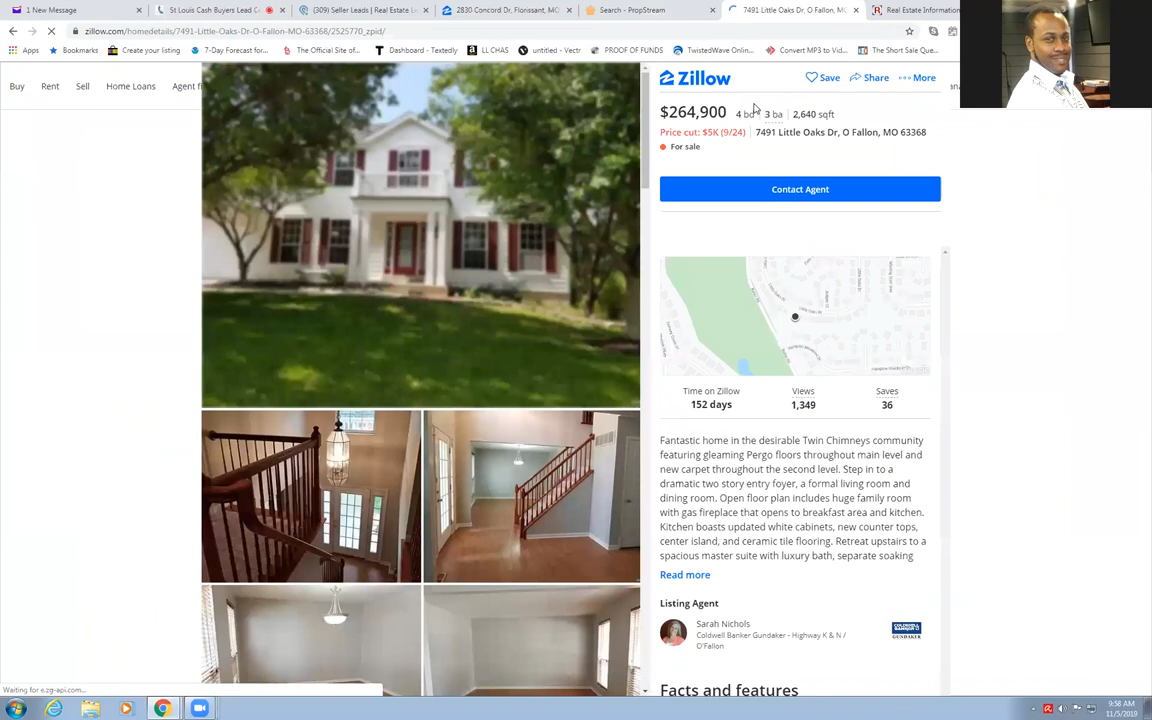 1 New Message
St Louis Cash Buyers Lead G
(309) Seller Leads | Real Estate L
2830 Concord Dr, Florissant, MO
Search - PropStream
7491 Little Oaks Dr, O Fallon, MO
Real Estate Information
zillow.com/homedetails/7491-Little-Oaks-Dr-O-Fallon-MO-63368/2525770_zpid/
Apps
Bookmarks
Create your listing
7-Day Forecast for...
The Official Site of...
Dashboard - Textedly
LL CHAS
untitled - Vectr
PROOF OF FUNDS
TwistedWave Onlin...
Convert MP3 to Vid...
The Short Sale Que...
Buy
Rent
Sell
Home Loans
Agent f
Zillow
Save
Share
More
$264,900
4 bd
3 ba
2,640 sqft
Price cut: $5K (9/24)
7491 Little Oaks Dr, O Fallon, MO 63368
For sale
Contact Agent
Time on Zillow
152 days
Views
1,349
Saves
36
Fantastic home in the desirable Twin Chimneys community
featuring gleaming Pergo floors throughout main level and
new carpet throughout the second level. Step in to a
dramatic two story entry foyer, a formal living room and
dining room. Open floor plan includes huge family room
with gas fireplace that opens to breakfast area and kitchen.
Kitchen boasts updated white cabinets, new counter tops,
center island, and ceramic tile flooring. Retreat upstairs to a
spacious master suite with luxury bath, separate soaking
Read more
Listing Agent
Sarah Nichols
Coldwell Banker Gundaker - Highway K & N /
O'Fallon
COLDWELL
BANKER
GUNDAKER
Facts and features
Waiting for e.zg-api.com...
9:58 AM
11/5/2019